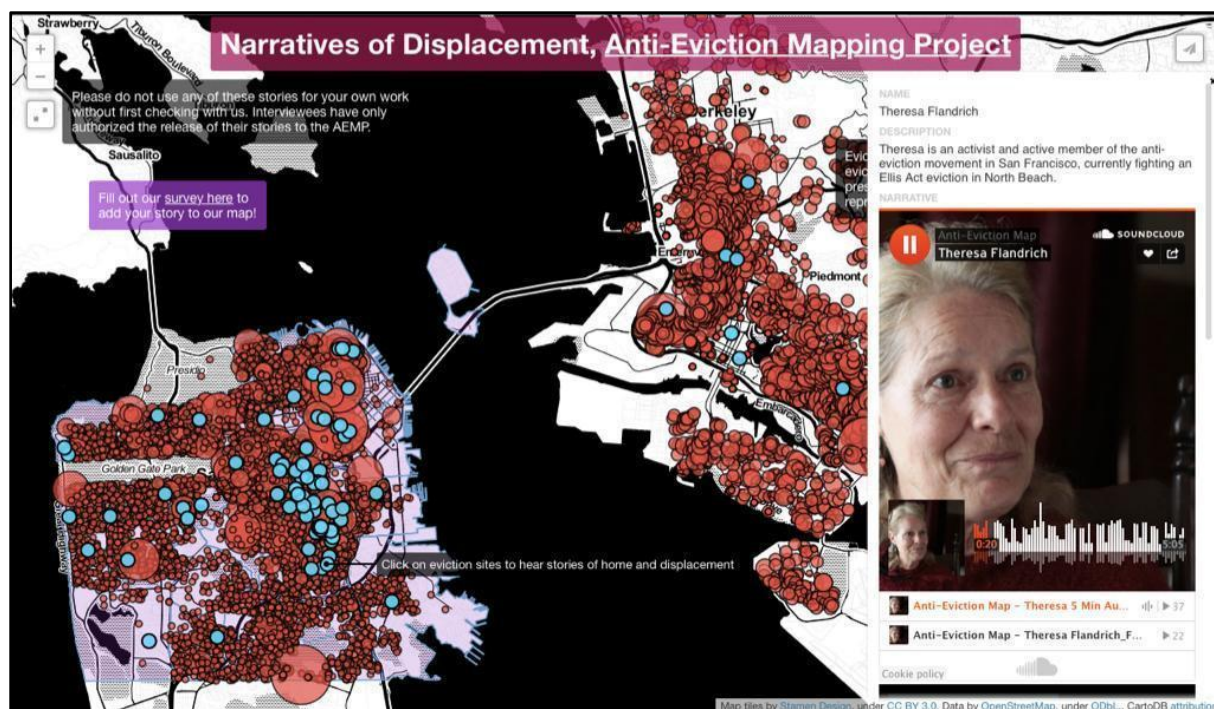 Strawberry
Tiburon Boulevard
Narratives of Displacement, Anti-Eviction Mapping Project
+
−
Please do not use any of these stories for your own work
without first checking with us. Interviewees have only
authorized the release of their stories to the AEMP.
Sausalito
Fill out our survey here to
add your story to our map!
erkeley
Piedmont
Presidio
Golden Gate Park
Embarcadero
Click on eviction sites to hear stories of home and displacement
NAME
Theresa Flandrich
DESCRIPTION
Theresa is an activist and active member of the anti-
eviction movement in San Francisco, currently fighting an
Ellis Act eviction in North Beach.
NARRATIVE
Anti-Eviction Map
Theresa Flandrich
SOUNDCLOUD
0:20
5:05
Anti-Eviction Map - Theresa 5 Min Au... 37
Anti-Eviction Map - Theresa Flandrich_F... 22
Cookie policy
Map tiles by Stamen Design, under CC BY 3.0. Data by OpenStreetMap, under ODbL.. CartoDB attribution